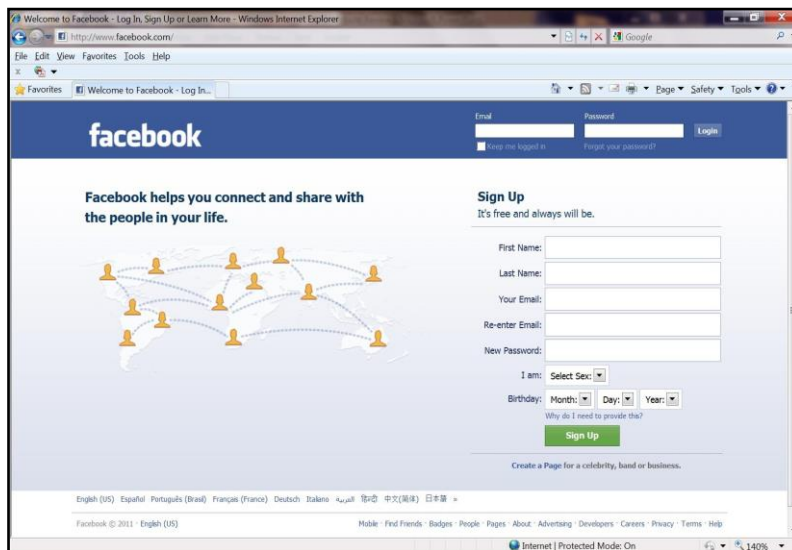 Welcome to Facebook - Log In, Sign Up or Learn More - Windows Internet Explorer
http://www.facebook.com/
Google
File Edit View Favorites Tools Help
x
Favorites Welcome to Facebook - Log In... Page Safety Tools
facebook
Email Password
Login
Keep me logged in Forgot your password?
Facebook helps you connect and share with
the people in your life.
Sign Up
It's free and always will be.
First Name:
Last Name:
Your Email:
Re-enter Email:
New Password:
I am: Select Sex:
Birthday: Month: Day: Year:
Why do I need to provide this?
Sign Up
Create a Page for a celebrity, band or business.
English (US) Español Português (Brasil) Français (France) Deutsch Italiano العربية हिन्दी 中文(简体) 日本語 »
Facebook © 2011 · English (US) Mobile · Find Friends · Badges · People · Pages · About · Advertising · Developers · Careers · Privacy · Terms · Help
Internet | Protected Mode: On 140%